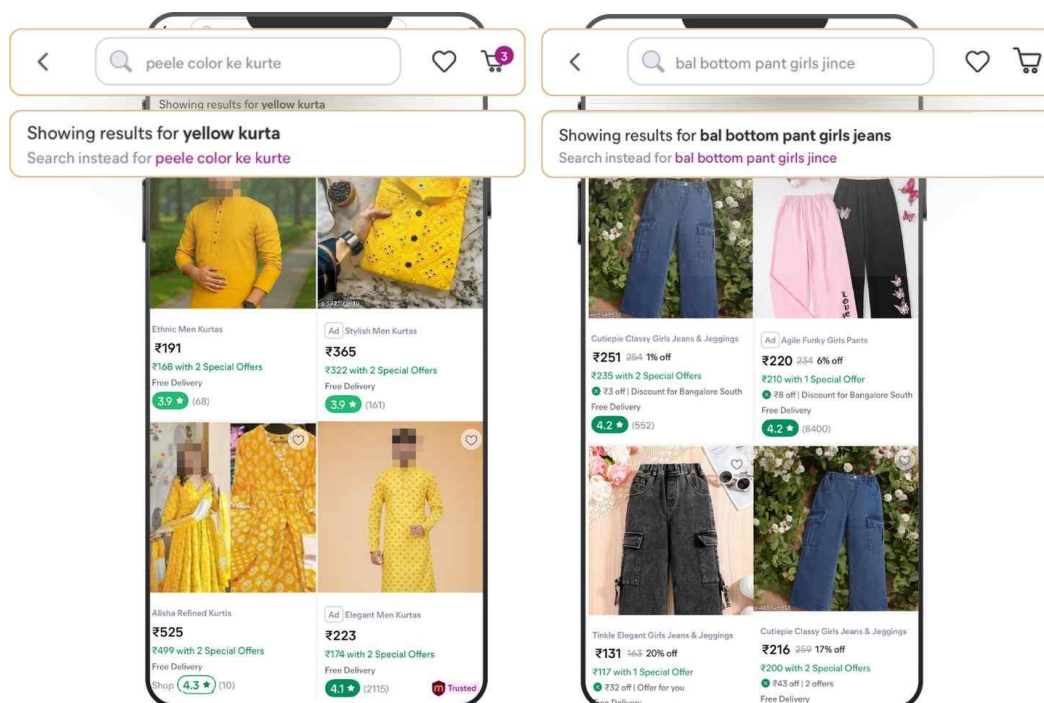 peele color ke kurte
3
Showing results for yellow kurta
Showing results for yellow kurta
Search instead for peele color ke kurte
Ethnic Men Kurtas
₹191
₹168 with 2 Special Offers
Free Delivery
3.9 ★ (68)
Ad Stylish Men Kurtas
₹365
₹322 with 2 Special Offers
Free Delivery
3.9 ★ (161)
Alisha Refined Kurtis
₹525
₹499 with 2 Special Offers
Free Delivery
Shop 4.3 ★ (10)
Ad Elegant Men Kurtas
₹223
₹174 with 2 Special Offers
Free Delivery
4.1 ★ (2115)
m Trusted
bal bottom pant girls jince
Showing results for bal bottom pant girls jeans
Search instead for bal bottom pant girls jince
LOVE
Cutiepie Classy Girls Jeans & Jeggings
₹251 254 1% off
₹235 with 2 Special Offers
₹3 off | Discount for Bangalore South
Free Delivery
4.2 ★ (552)
Ad Agile Funky Girls Pants
₹220 234 6% off
₹210 with 1 Special Offer
₹8 off | Discount for Bangalore South
Free Delivery
4.2 ★ (8400)
Tinkle Elegant Girls Jeans & Jeggings
₹131 163 20% off
₹117 with 1 Special Offer
₹32 off | Offer for you
Free Delivery
Cutiepie Classy Girls Jeans & Jeggings
₹216 259 17% off
₹200 with 2 Special Offers
₹43 off | 2 offers
Free Delivery